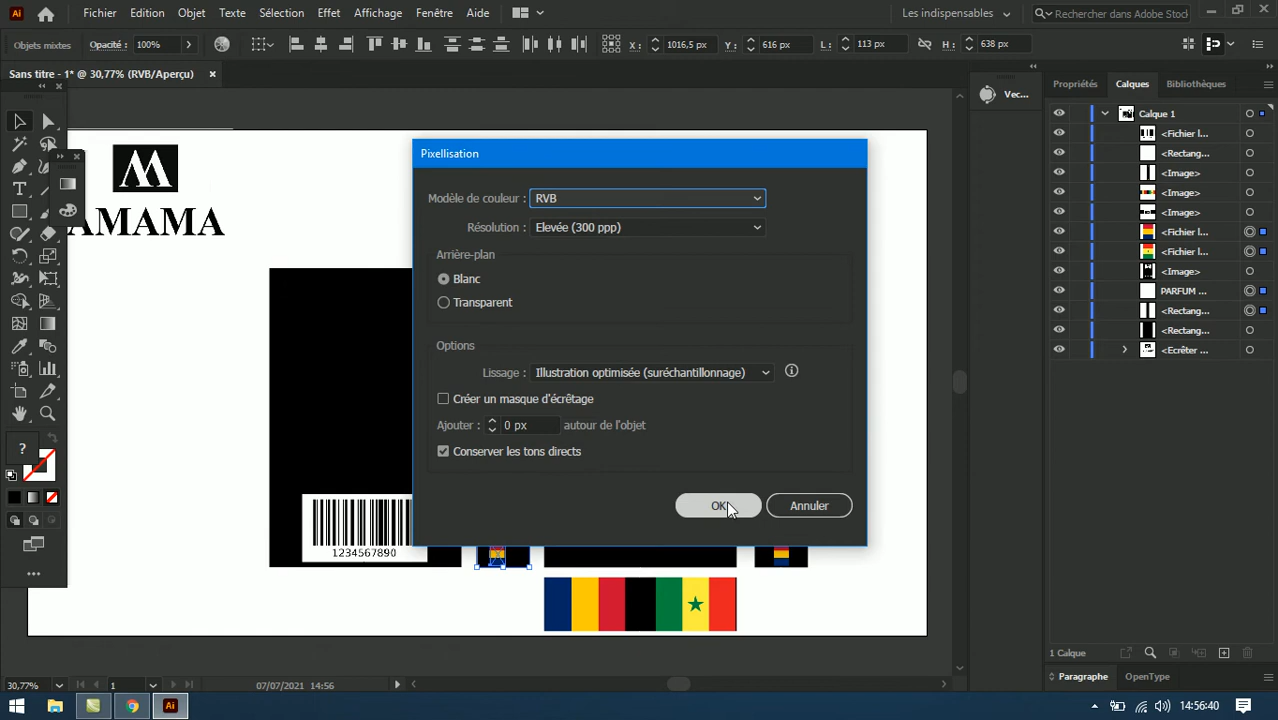 Ai Fichier Edition Objet Texte Sélection Effet Affichage Fenêtre Aide Les indispensables Rechercher dans Adobe Stock
Objets mixtes Opacité : 100% X : 1016,5 px Y : 616 px L : 113 px H : 638 px
Sans titre - 1* @ 30,77% (RVB/Aperçu)
Vec...
Propriétés Calques Bibliothèques
Calque 1
<Fichier l...
<Rectang...
<Image>
<Image>
<Image>
<Fichier l...
<Fichier l...
<Image>
PARFUM ...
<Rectang...
<Rectang...
<Ecrêter ...
AMAMA
Pixellisation
Modèle de couleur : RVB
Résolution : Elevée (300 ppp)
Arrière-plan
Blanc
Transparent
Options
Lissage : Illustration optimisée (suréchantillonnage)
Créer un masque d'écrêtage
Ajouter : 0 px autour de l'objet
Conserver les tons directs
OK Annuler
?
1234567890
1 Calque
Paragraphe OpenType
30,77% 1 07/07/2021 14:56
Ai 14:56:40